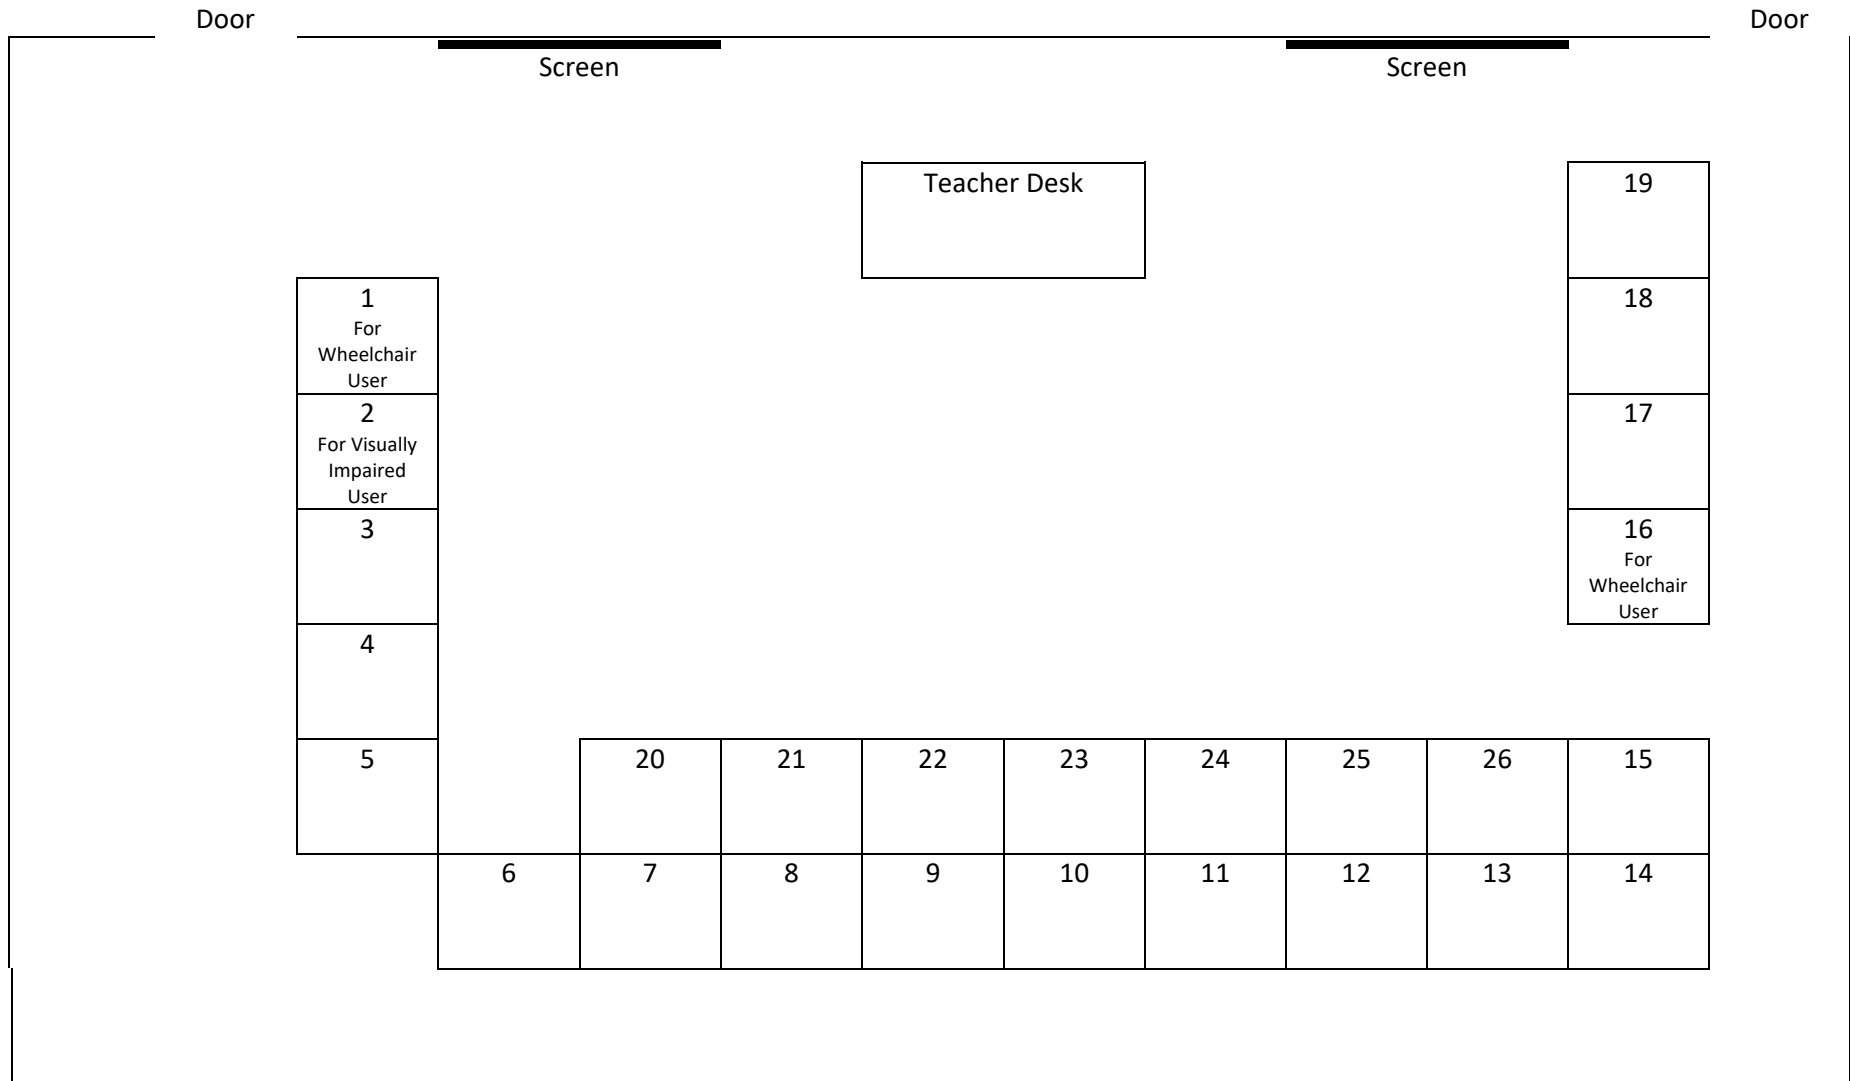 Door
Door
Screen
Screen
Teacher Desk
19
1
For
Wheelchair
User
18
2
For Visually
Impaired
User
17
3
16
For
Wheelchair
User
4
5
20
21
22
23
24
25
26
15
6
7
8
9
10
11
12
13
14